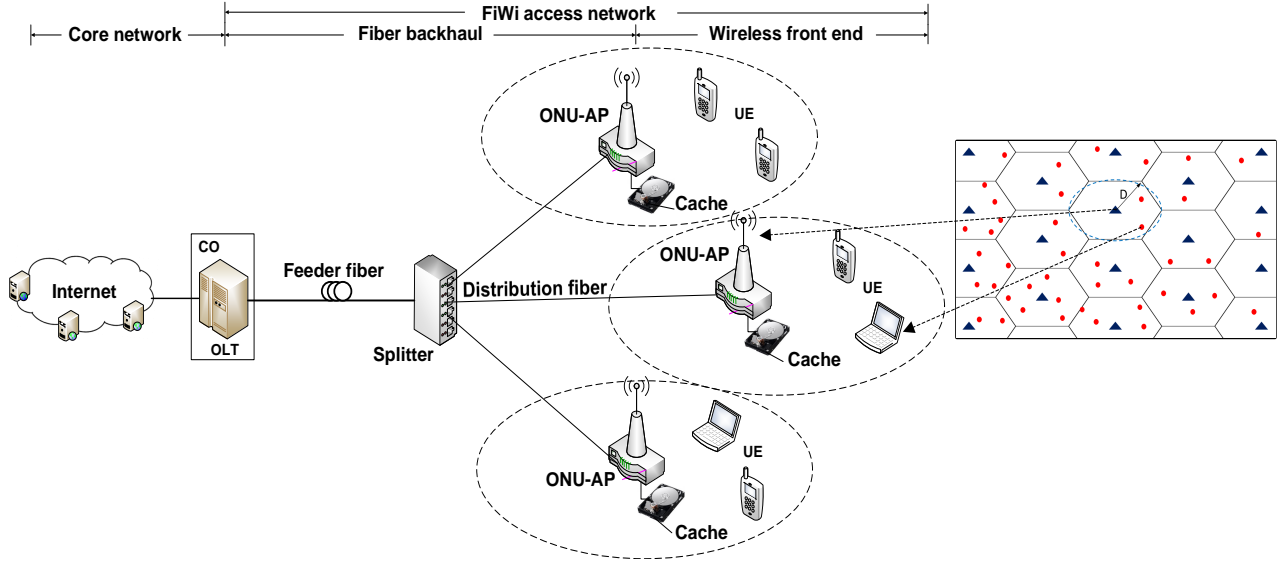 FiWi access network
Core network
Fiber backhaul
Wireless front end
ONU-AP
UE
Cache
D
CO
Internet
OLT
Feeder fiber
Splitter
Distribution fiber
ONU-AP
UE
Cache
ONU-AP
UE
Cache